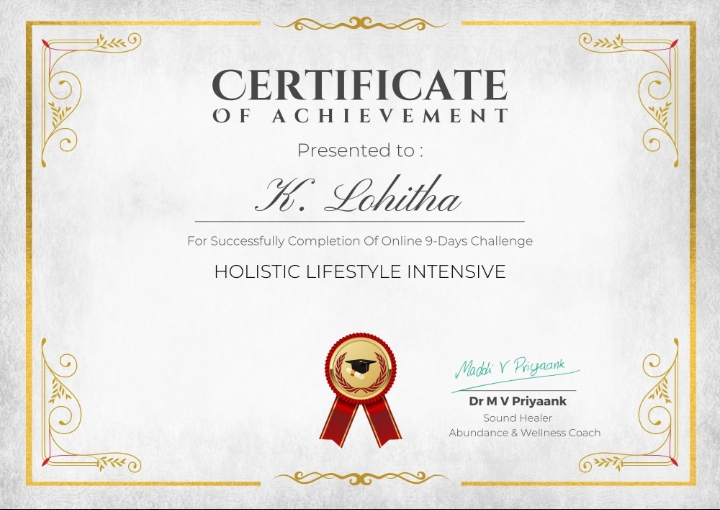 CERTIFICATE
OF ACHIEVEMENT
Presented to :
K. Lohitha
For Successfully Completion Of Online 9-Days Challenge
HOLISTIC LIFESTYLE INTENSIVE
Maddi V Priyaank
Dr M V Priyaank
Sound Healer
Abundance & Wellness Coach